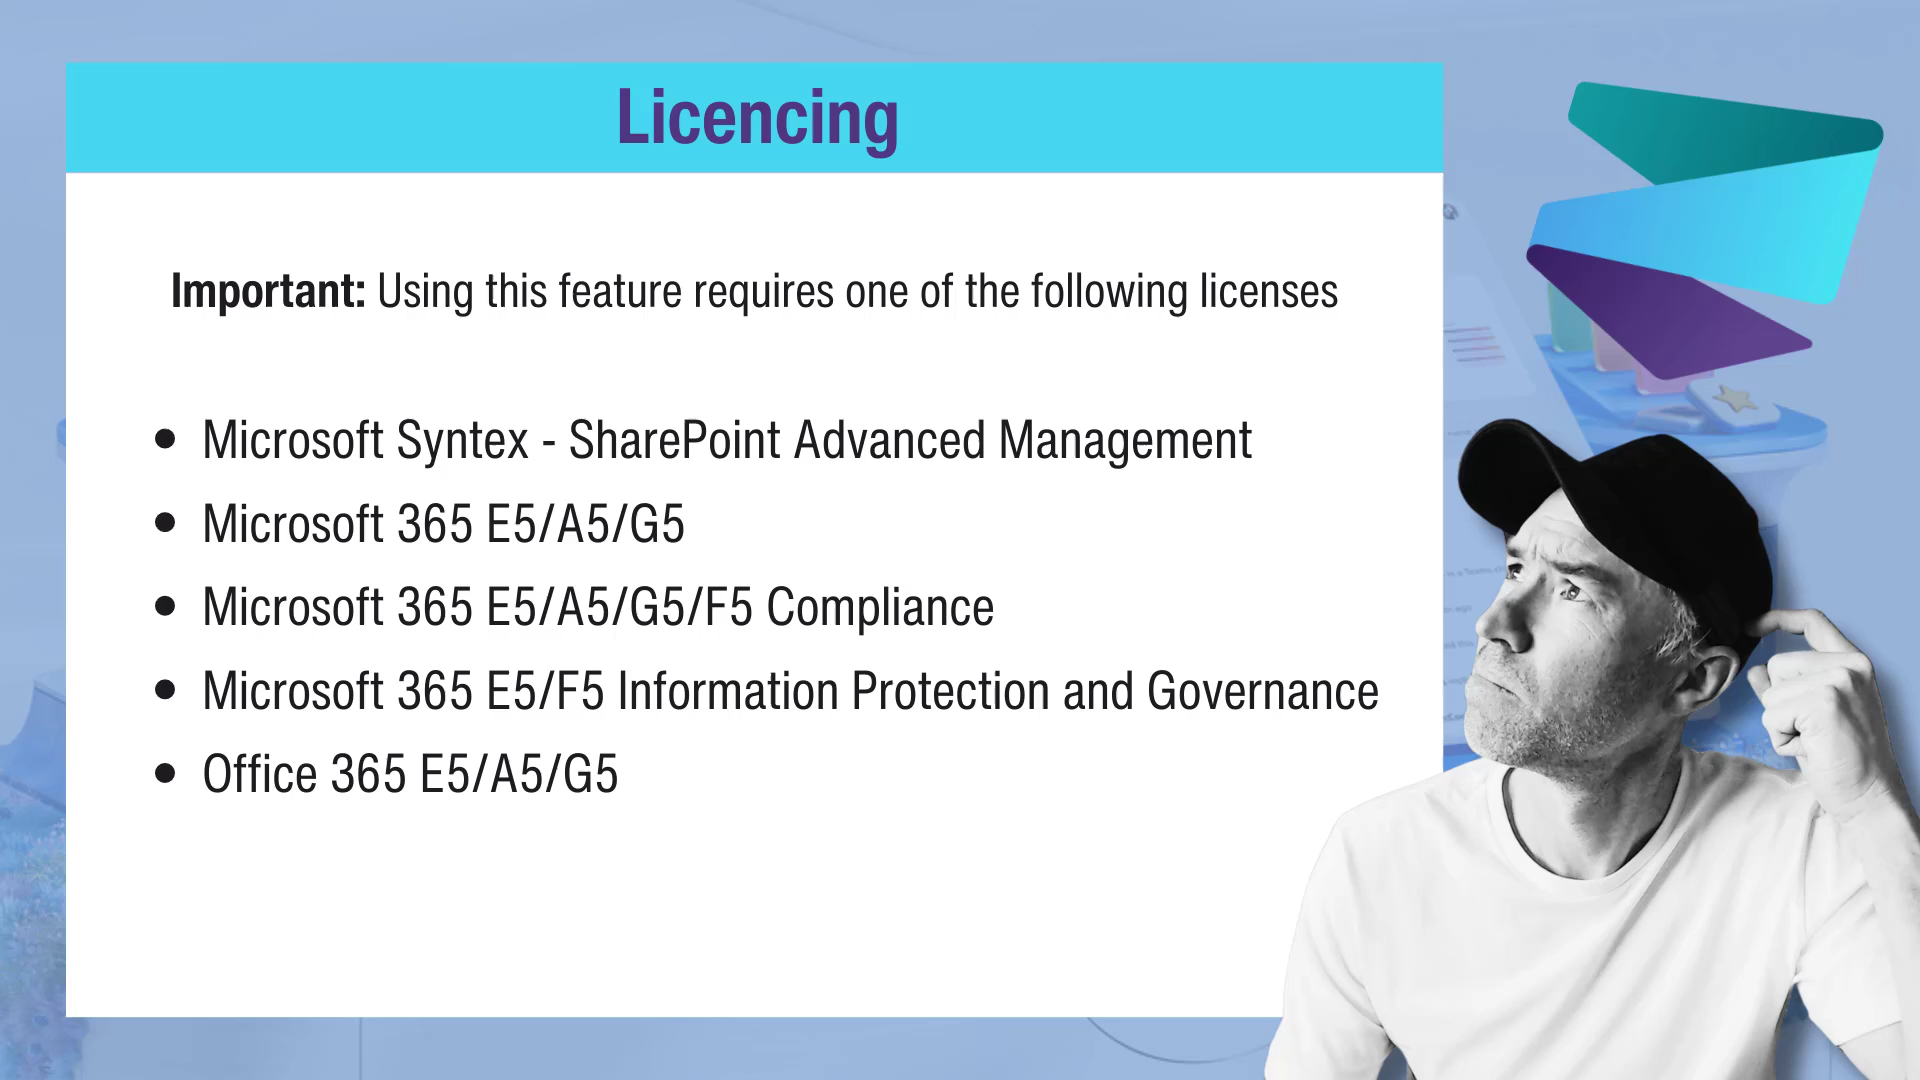 Licencing
Important: Using this feature requires one of the following licenses
• Microsoft Syntex - SharePoint Advanced Management
• Microsoft 365 E5/A5/G5
• Microsoft 365 E5/A5/G5/F5 Compliance
• Microsoft 365 E5/F5 Information Protection and Governance
• Office 365 E5/A5/G5